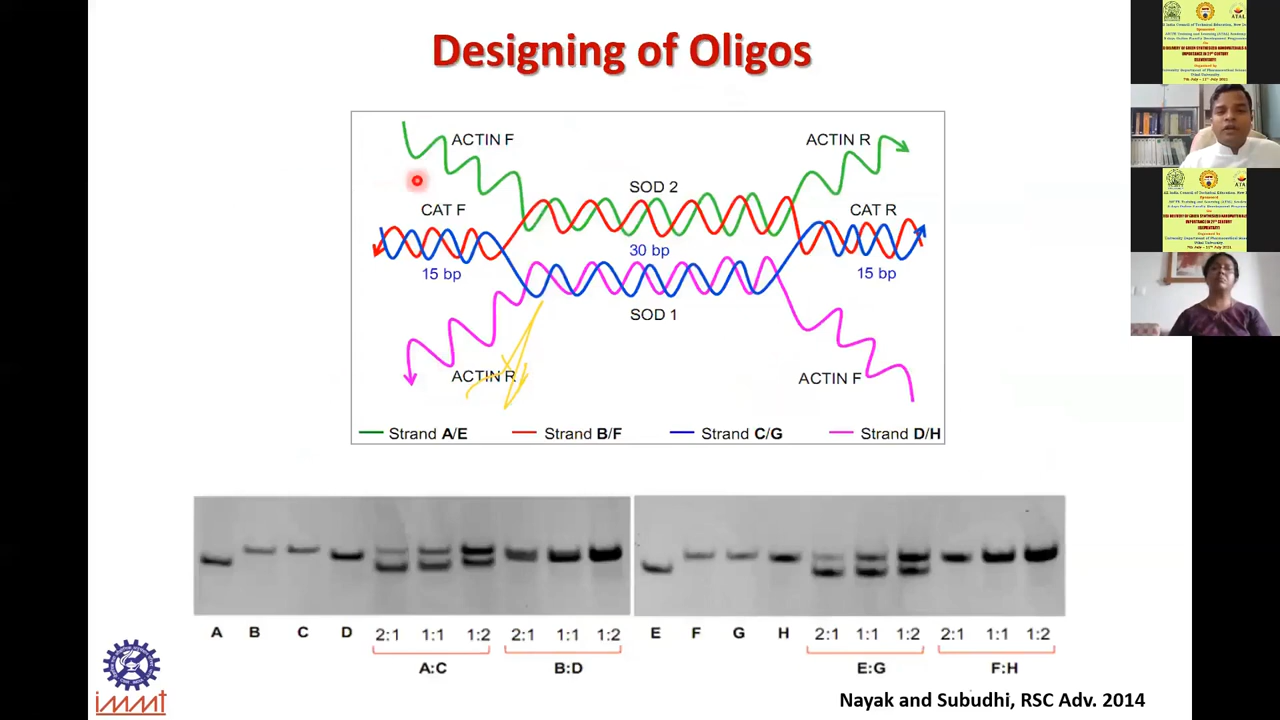 Designing of Oligos
ACTIN F
ACTIN R
SOD 2
CAT F
CAT R
15 bp
30 bp
15 bp
SOD 1
ACTIN R
ACTIN F
Strand A/E
Strand B/F
Strand C/G
Strand D/H
A B C D 2:1 1:1 1:2 2:1 1:1 1:2
A:C B:D
E F G H 2:1 1:1 1:2 2:1 1:1 1:2
E:G F:H
immt
Nayak and Subudhi, RSC Adv. 2014